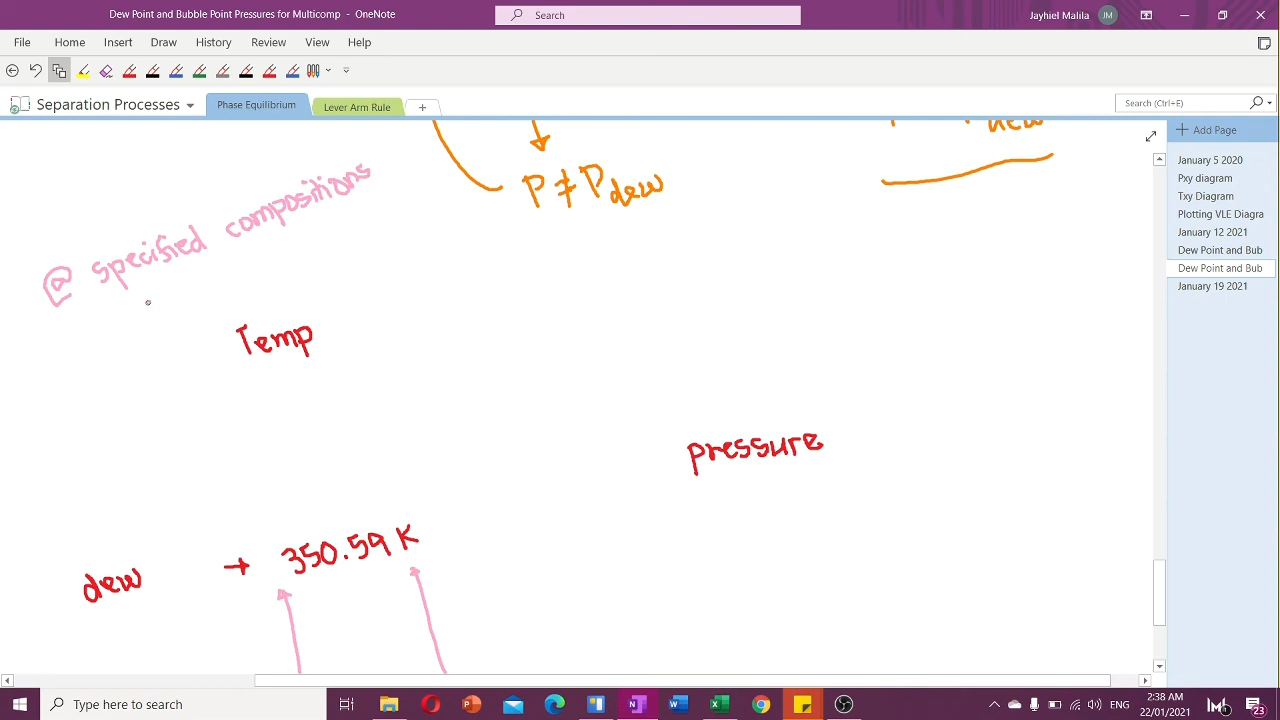 Dew Point and Bubble Point Pressures for Multicomp - OneNote
Search
Jayhiel Malila
JM
File Home Insert Draw History Review View Help
Separation Processes
Phase Equilibrium
Lever Arm Rule
Search (Ctrl+E)
Add Page
January 5 2020
Pxy diagram
Txy Diagram
Plotting VLE Diagra
January 12 2021
Dew Point and Bub
Dew Point and Bub
January 19 2021
dew
P ≠ Pdew
@ specified compositions
Temp
pressure
dew → 350.59 K
Type here to search
ENG
2:38 AM
22/01/2021
23